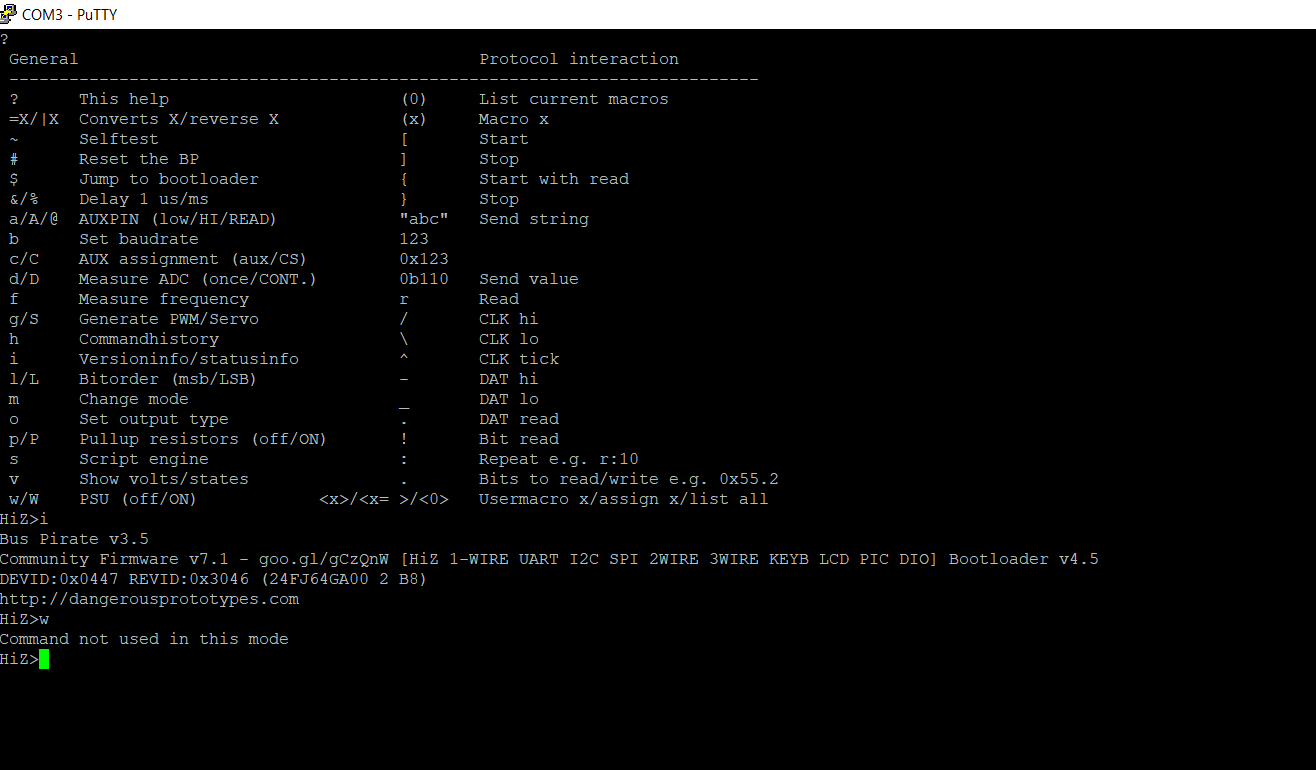 COM3 - PuTTY
?
 General                                        Protocol interaction
 ---------------------------------------------------------------------------
 ?      This help                       (0)     List current macros
 =X/|X  Converts X/reverse X            (x)     Macro x
 ~      Selftest                        [       Start
 #      Reset the BP                    ]       Stop
 $      Jump to bootloader              {       Start with read
 &/%    Delay 1 us/ms                   }       Stop
 a/A/@  AUXPIN (low/HI/READ)            "abc"   Send string
 b      Set baudrate                    123
 c/C    AUX assignment (aux/CS)         0x123
 d/D    Measure ADC (once/CONT.)        0b110   Send value
 f      Measure frequency               r       Read
 g/S    Generate PWM/Servo              /       CLK hi
 h      Commandhistory                  \       CLK lo
 i      Versioninfo/statusinfo          ^       CLK tick
 l/L    Bitorder (msb/LSB)              -       DAT hi
 m      Change mode                     _       DAT lo
 o      Set output type                 .       DAT read
 p/P    Pullup resistors (off/ON)       !       Bit read
 s      Script engine                   :       Repeat e.g. r:10
 v      Show volts/states               .       Bits to read/write e.g. 0x55.2
 w/W    PSU (off/ON)            <x>/<x= >/<0>   Usermacro x/assign x/list all
HiZ>i
Bus Pirate v3.5
Community Firmware v7.1 - goo.gl/gCzQnW [HiZ 1-WIRE UART I2C SPI 2WIRE 3WIRE KEYB LCD PIC DIO] Bootloader v4.5
DEVID:0x0447 REVID:0x3046 (24FJ64GA00 2 B8)
http://dangerousprototypes.com
HiZ>w
Command not used in this mode
HiZ>